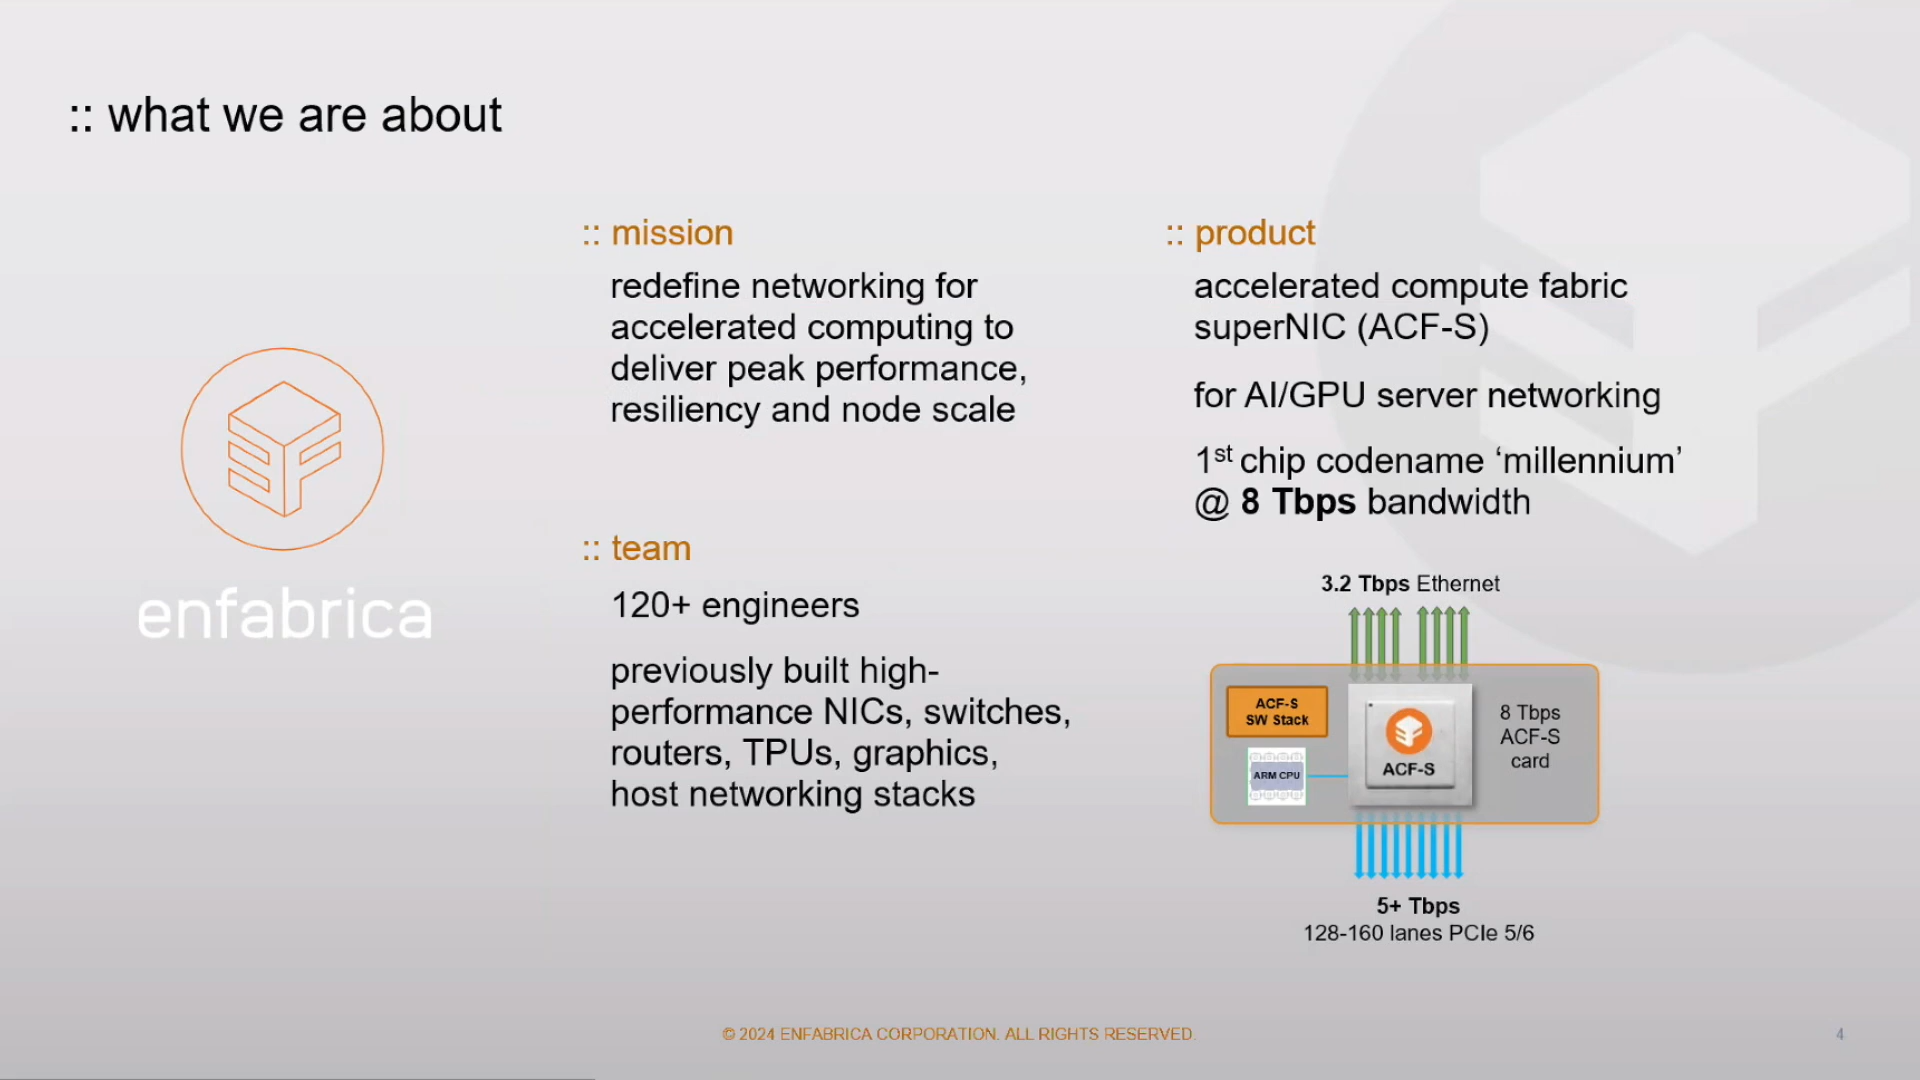 :: what we are about
enfabrica
:: mission
redefine networking for
accelerated computing to
deliver peak performance,
resiliency and node scale
:: team
120+ engineers
previously built high-
performance NICs, switches,
routers, TPUs, graphics,
host networking stacks
:: product
accelerated compute fabric
superNIC (ACF-S)
for AI/GPU server networking
1st chip codename ‘millennium’
@ 8 Tbps bandwidth
3.2 Tbps Ethernet
ACF-S
SW Stack
ARM CPU
ACF-S
8 Tbps
ACF-S
card
5+ Tbps
128-160 lanes PCIe 5/6
© 2024 ENFABRICA CORPORATION. ALL RIGHTS RESERVED.
4